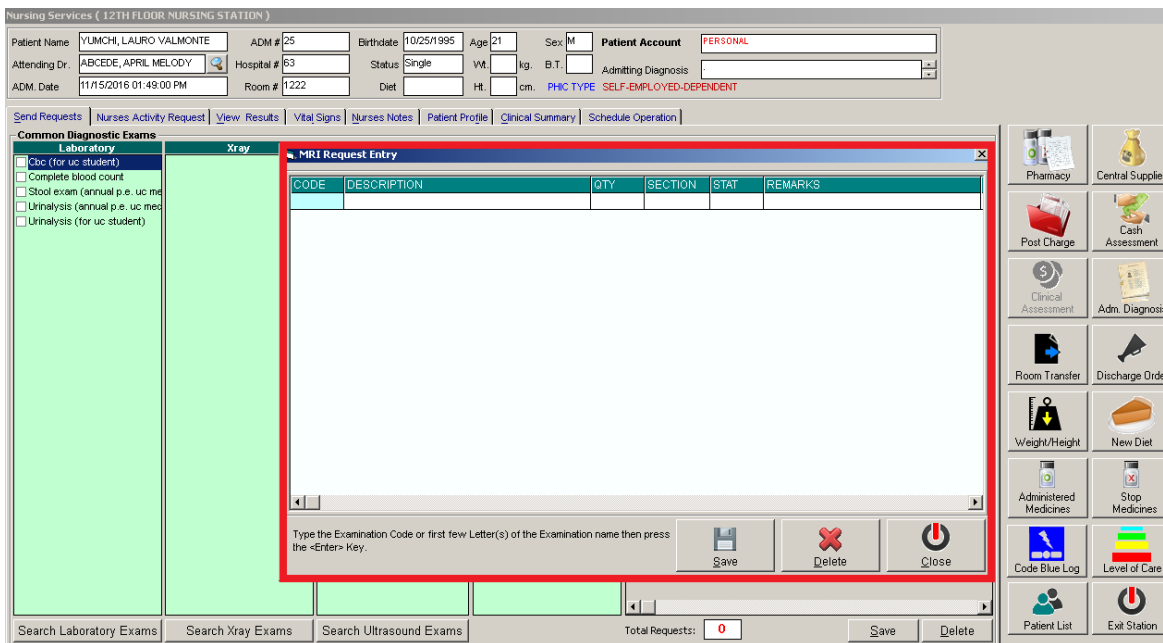 Nursing Services ( 12TH FLOOR NURSING STATION )
Patient Name YUMCHI, LAURO VALMONTE ADM # 25 Birthdate 10/25/1995 Age 21 Sex M Patient Account PERSONAL
Attending Dr. ABCEDE, APRIL MELODY Hospital # 63 Status Single Wt. kg. B.T. Admitting Diagnosis .
ADM. Date 11/15/2016 01:49:00 PM Room # 1222 Diet Ht. cm. PHIC TYPE SELF-EMPLOYED-DEPENDENT
Send Requests Nurses Activity Request View Results Vital Signs Nurses Notes Patient Profile Clinical Summary Schedule Operation
Common Diagnostic Exams
Laboratory Xray
Cbc (for uc student)
Complete blood count
Stool exam (annual p.e. uc me
Urinalysis (annual p.e. uc med
Urinalysis (for uc student)
MRI Request Entry
CODE DESCRIPTION QTY SECTION STAT REMARKS
Type the Examination Code or first few Letter(s) of the Examination name then press
the <Enter> Key.
Save Delete Close
Pharmacy Central Supplie
Post Charge Cash Assessment
Clinical Assessment Adm. Diagnosis
Room Transfer Discharge Orde
Weight/Height New Diet
Administered Medicines Stop Medicines
Code Blue Log Level of Care
Patient List Exit Station
Search Laboratory Exams Search Xray Exams Search Ultrasound Exams Total Requests: 0 Save Delete